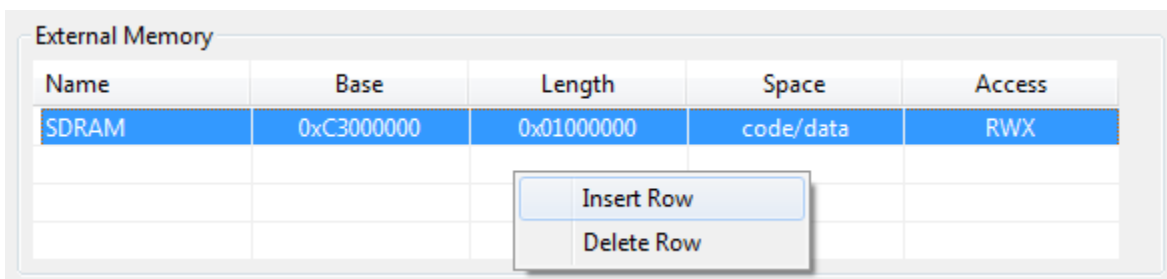 External Memory
Name Base Length Space Access
SDRAM 0xC3000000 0x01000000 code/data RWX
Insert Row
Delete Row